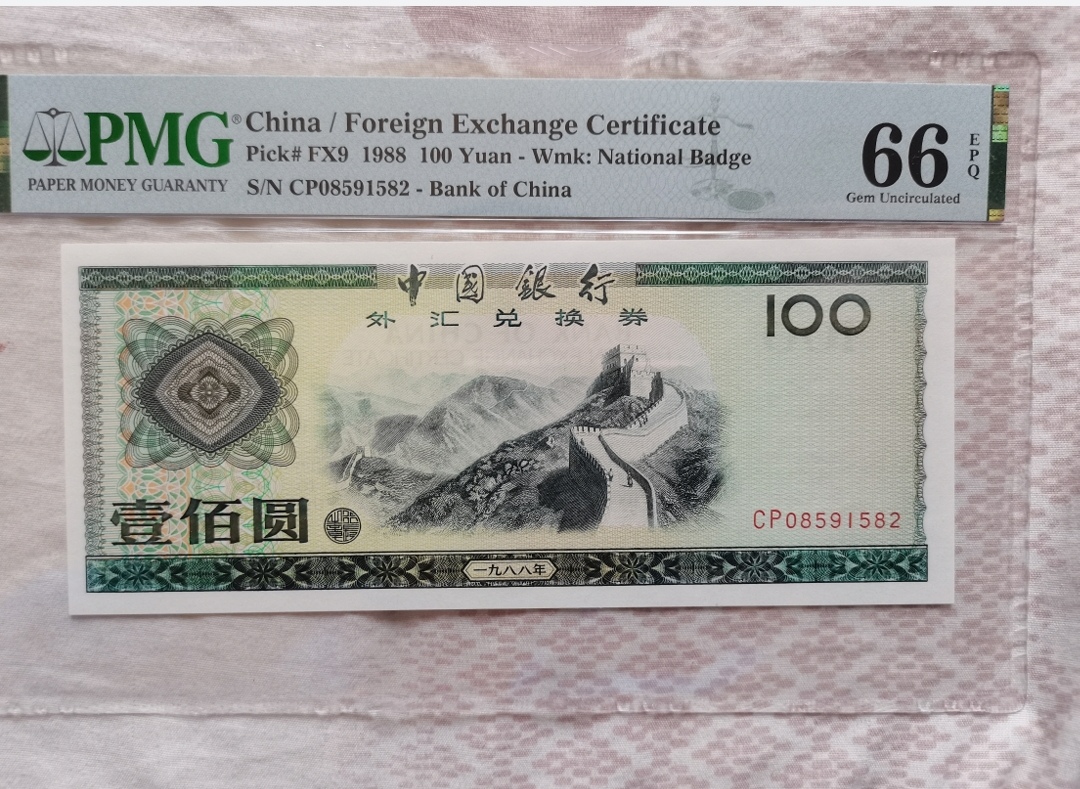 PMG®
PAPER MONEY GUARANTY
China / Foreign Exchange Certificate
Pick# FX9 1988 100 Yuan - Wmk: National Badge
S/N CP08591582 - Bank of China
66
EPQ
Gem Uncirculated
中國銀行
外汇兑换券
100
壹佰圆
CP08591582
一九八八年